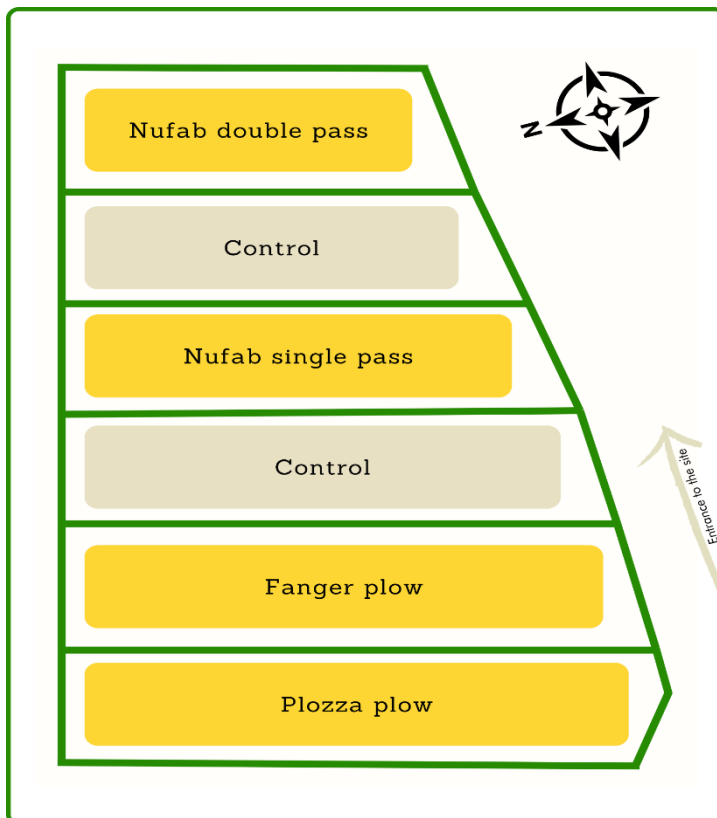 Nufab double pass
N
Control
Nufab single pass
Control
Entrance to the site
Fanger plow
Plozza plow